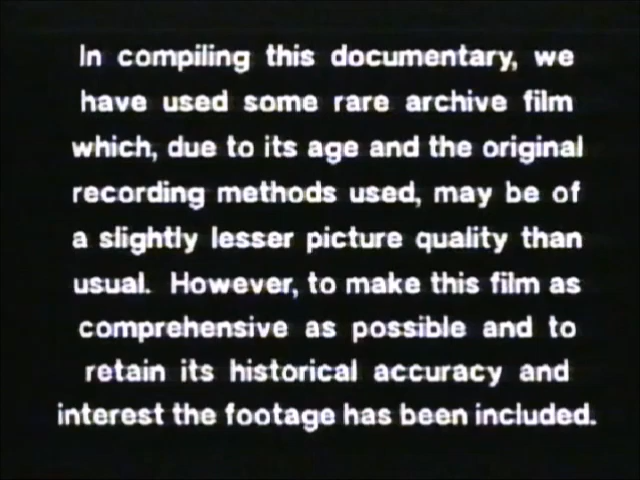 In compiling this documentary, we
have used some rare archive film
which, due to its age and the original
recording methods used, may be of
a slightly lesser picture quality than
usual. However, to make this film as
comprehensive as possible and to
retain its historical accuracy and
interest the footage has been included.